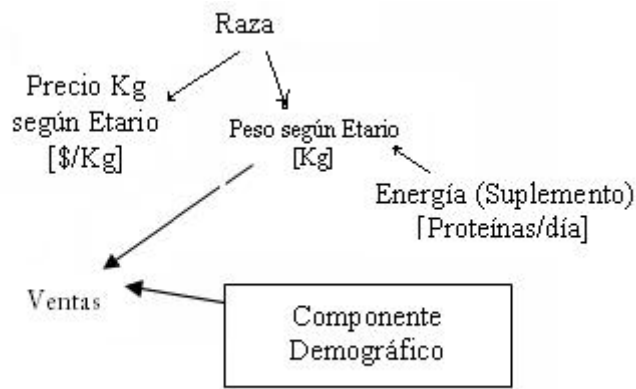 Raza
Precio Kg
según Etario
[$/Kg]
Peso según Etario
[Kg]
Energía (Suplemento)
[Proteínas/día]
Ventas
Componente
Demográfico